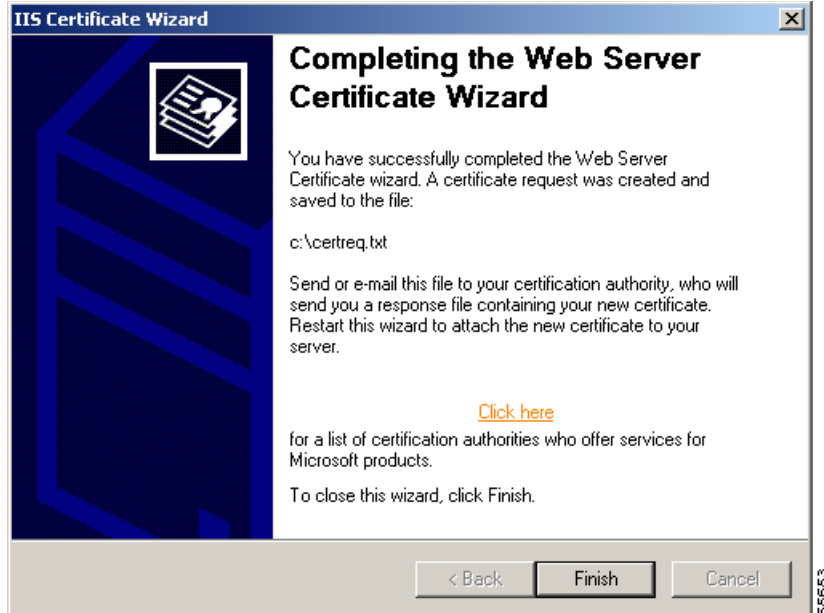 IIS Certificate Wizard
Completing the Web Server
Certificate Wizard
You have successfully completed the Web Server
Certificate wizard. A certificate request was created and
saved to the file:
c:\certreq.txt
Send or e-mail this file to your certification authority, who will
send you a response file containing your new certificate.
Restart this wizard to attach the new certificate to your
server.
Click here
for a list of certification authorities who offer services for
Microsoft products.
To close this wizard, click Finish.
< Back
Finish
Cancel